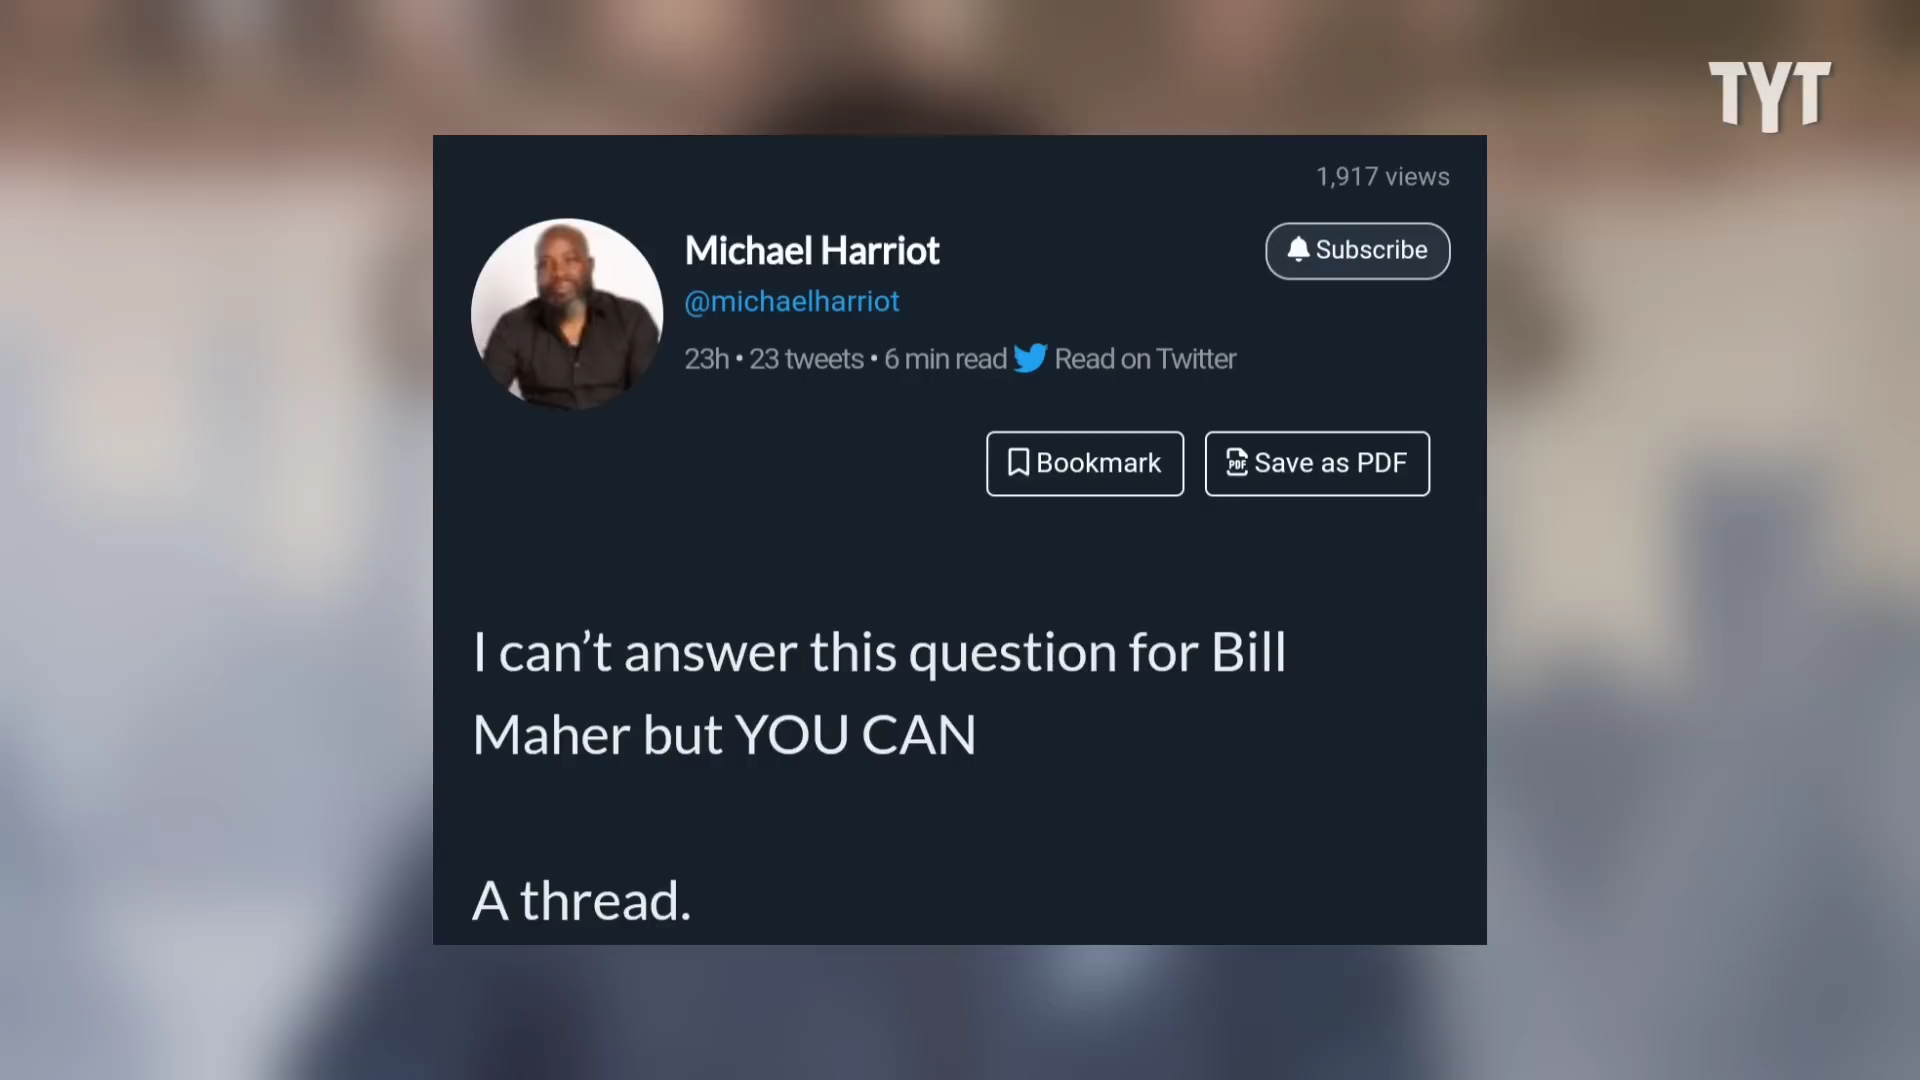 TYT
1,917 views
Michael Harriot
Subscribe
@michaelharriot
23h • 23 tweets • 6 min read Read on Twitter
Bookmark
PDF Save as PDF
I can’t answer this question for Bill
Maher but YOU CAN
A thread.